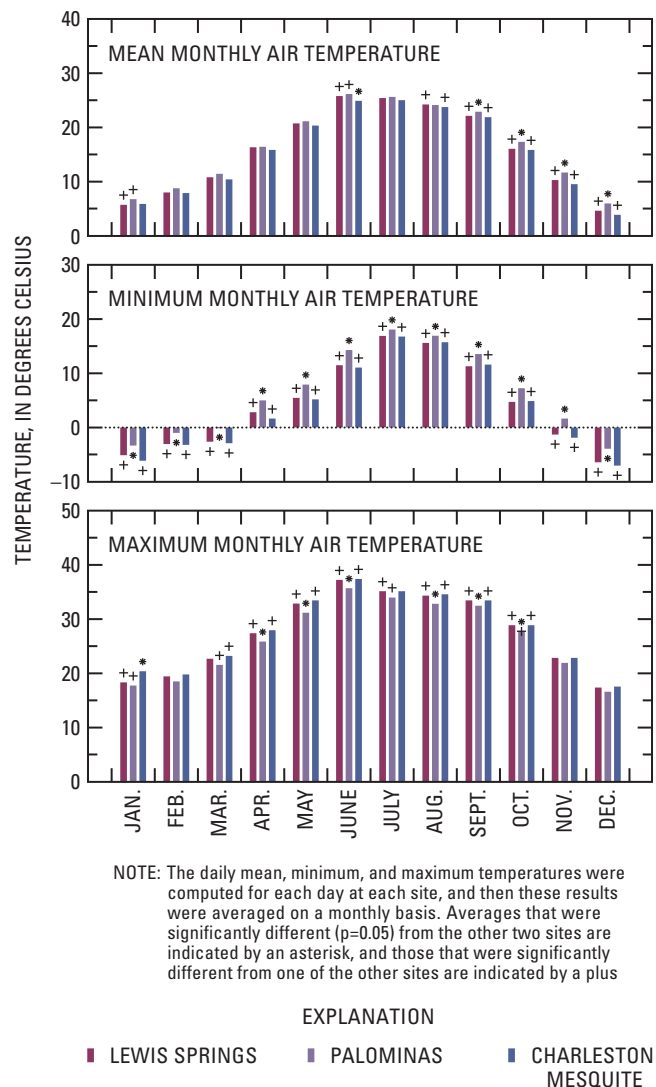 TEMPERATURE, IN DEGREES CELSIUS
MEAN MONTHLY AIR TEMPERATURE
40
30
20
10
0
MINIMUM MONTHLY AIR TEMPERATURE
30
20
10
0
–10
MAXIMUM MONTHLY AIR TEMPERATURE
50
40
30
20
10
0
JAN.
FEB.
MAR.
APR.
MAY
JUNE
JULY
AUG.
SEPT.
OCT.
NOV.
DEC.
NOTE: The daily mean, minimum, and maximum temperatures were
computed for each day at each site, and then these results
were averaged on a monthly basis. Averages that were
significantly different (p=0.05) from the other two sites are
indicated by an asterisk, and those that were significantly
different from one of the other sites are indicated by a plus
EXPLANATION
LEWIS SPRINGS
PALOMINAS
CHARLESTON
MESQUITE